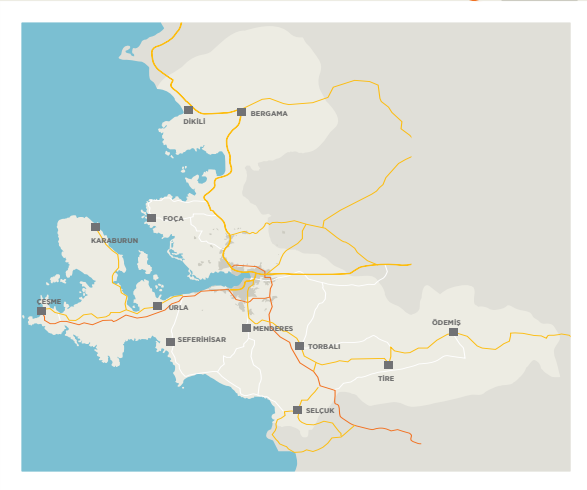 DİKİLİ
BERGAMA
FOÇA
KARABURUN
ÇEŞME
URLA
MENDERES
ÖDEMİŞ
SEFERİHİSAR
TORBALI
TİRE
SELÇUK